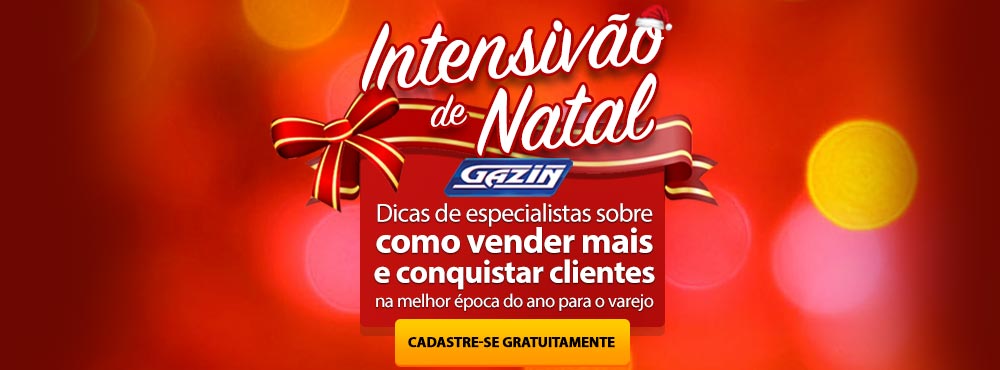 Intensivão
de Natal
GAZIN
Dicas de especialistas sobre
como vender mais
e conquistar clientes
na melhor época do ano para o varejo
CADASTRE-SE GRATUITAMENTE